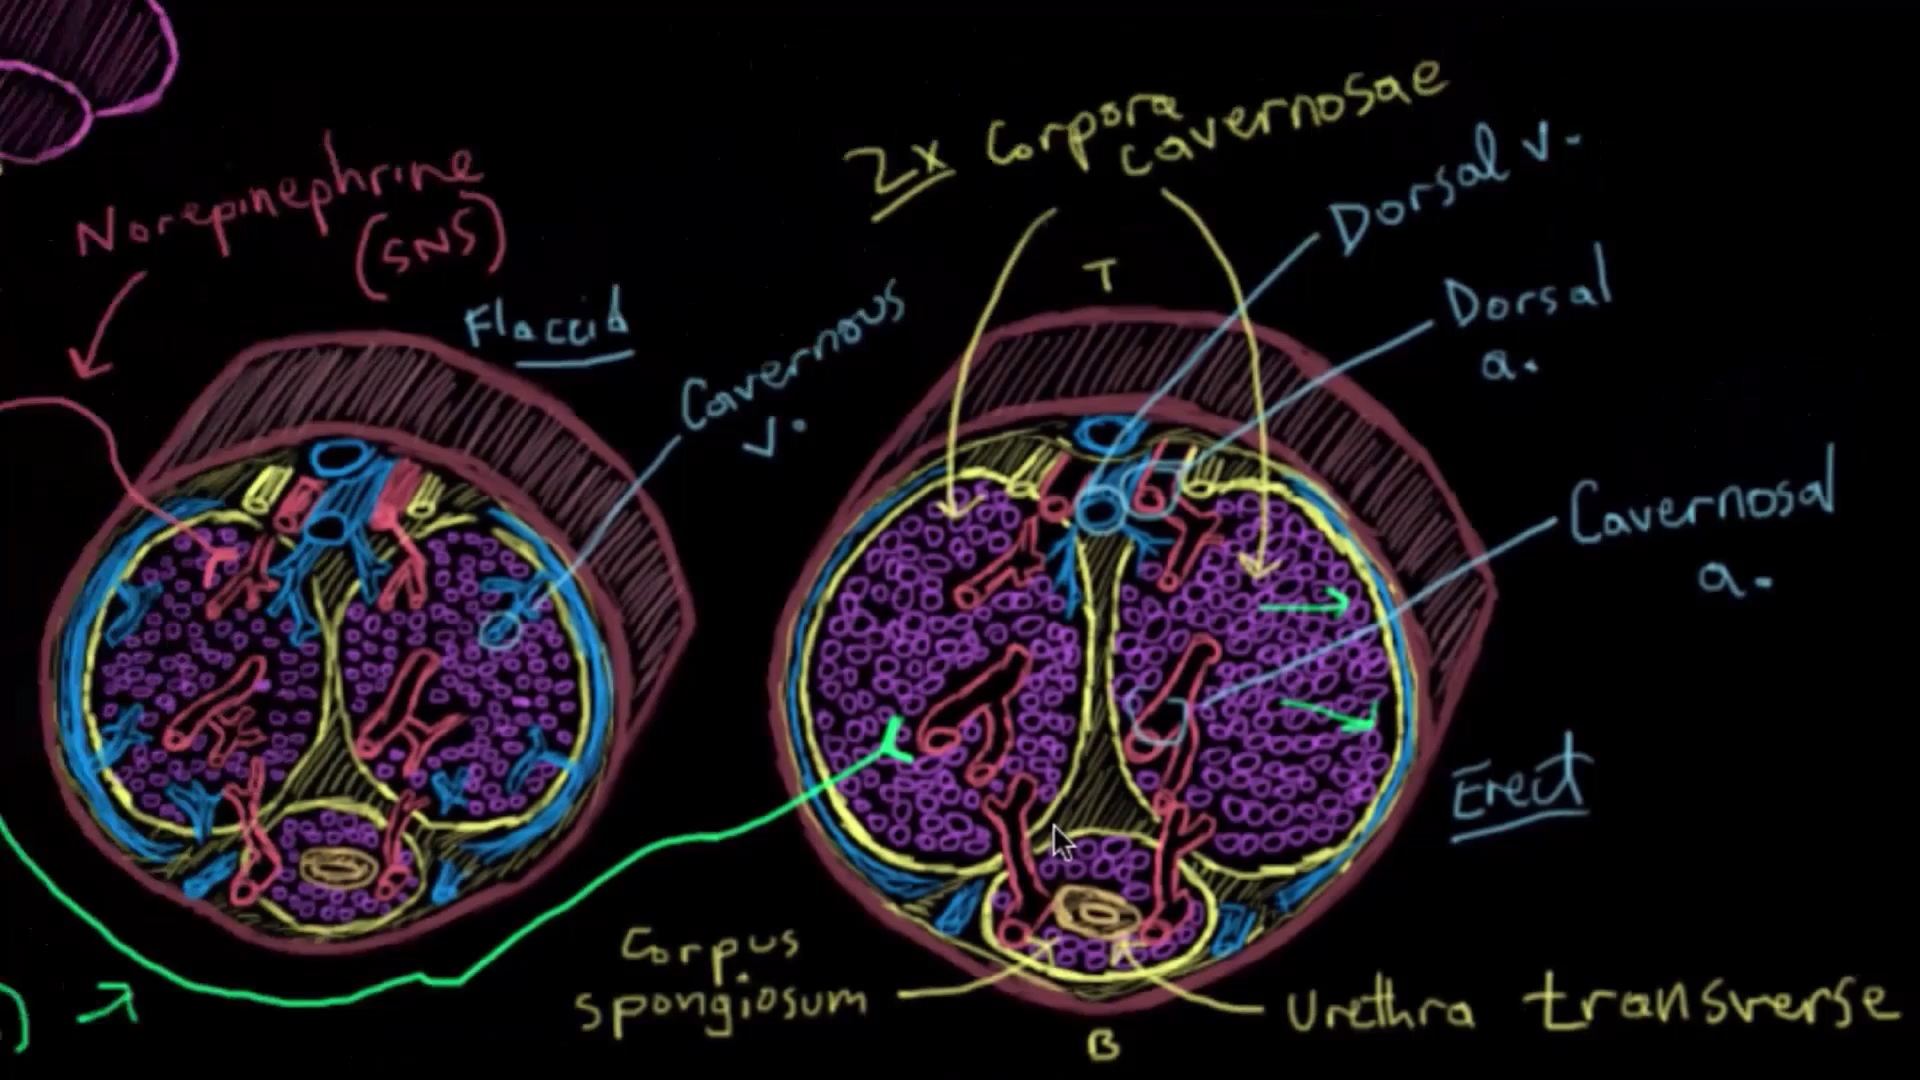 Norepinephrine
(SNS)
Flaccid
Cavernous
v.
2x Corpora
cavernosae
T
Dorsal v.
Dorsal
a.
Cavernosal
a.
Erect
Corpus
spongiosum
Urethra transverse
B
)